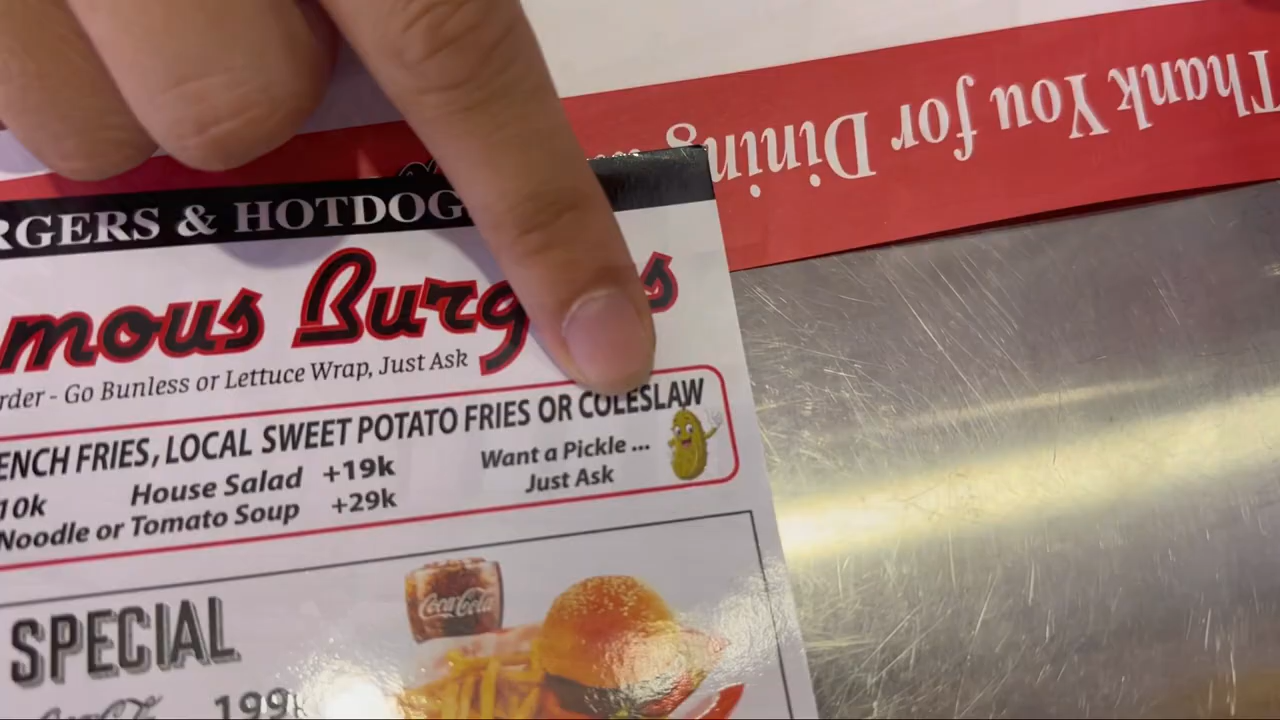 Thank You for Dining
RGERS & HOTDOG
mous Burg s
rder - Go Bunless or Lettuce Wrap, Just Ask
ENCH FRIES, LOCAL SWEET POTATO FRIES OR COLESLAW
10k House Salad +19k
Noodle or Tomato Soup +29k
Want a Pickle ...
Just Ask
SPECIAL
Coca-Cola
199